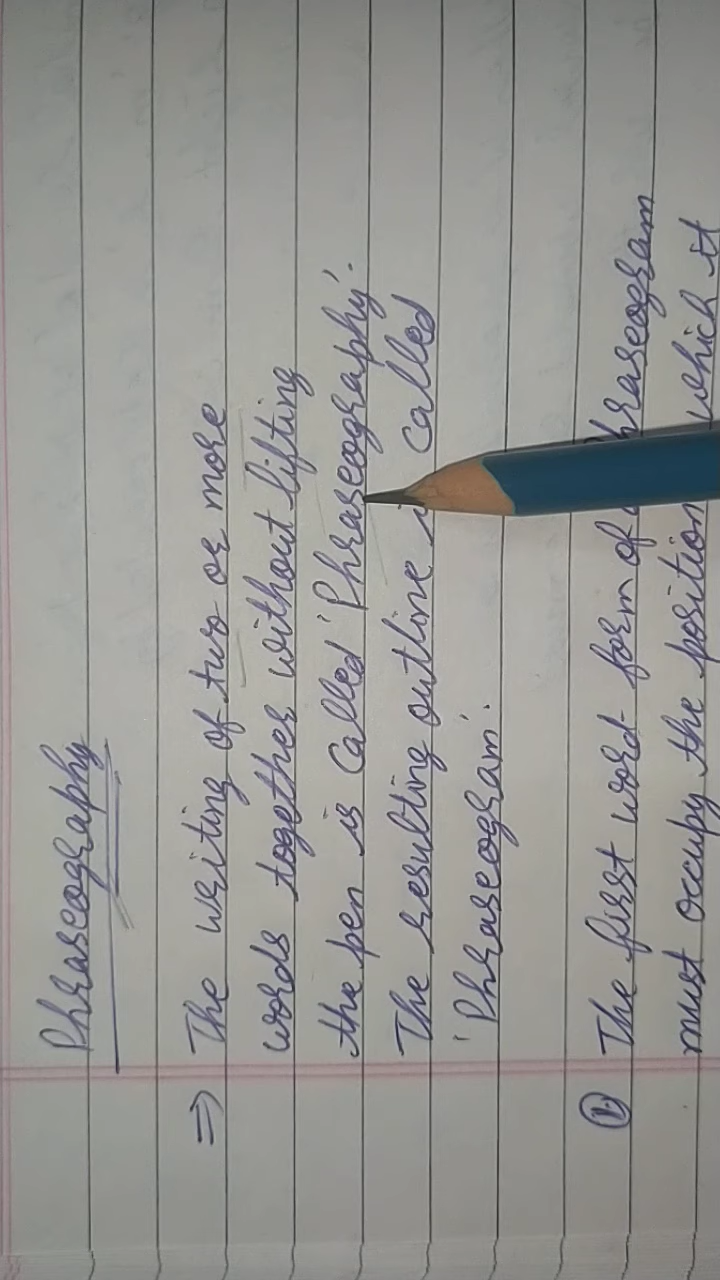 Phraseography
⇒ The writing of two or more
words together without lifting
the pen is called 'Phraseography'.
The resulting outline called
'Phraseogram'.
① The first word form of phraseogram
must occupy the position which it